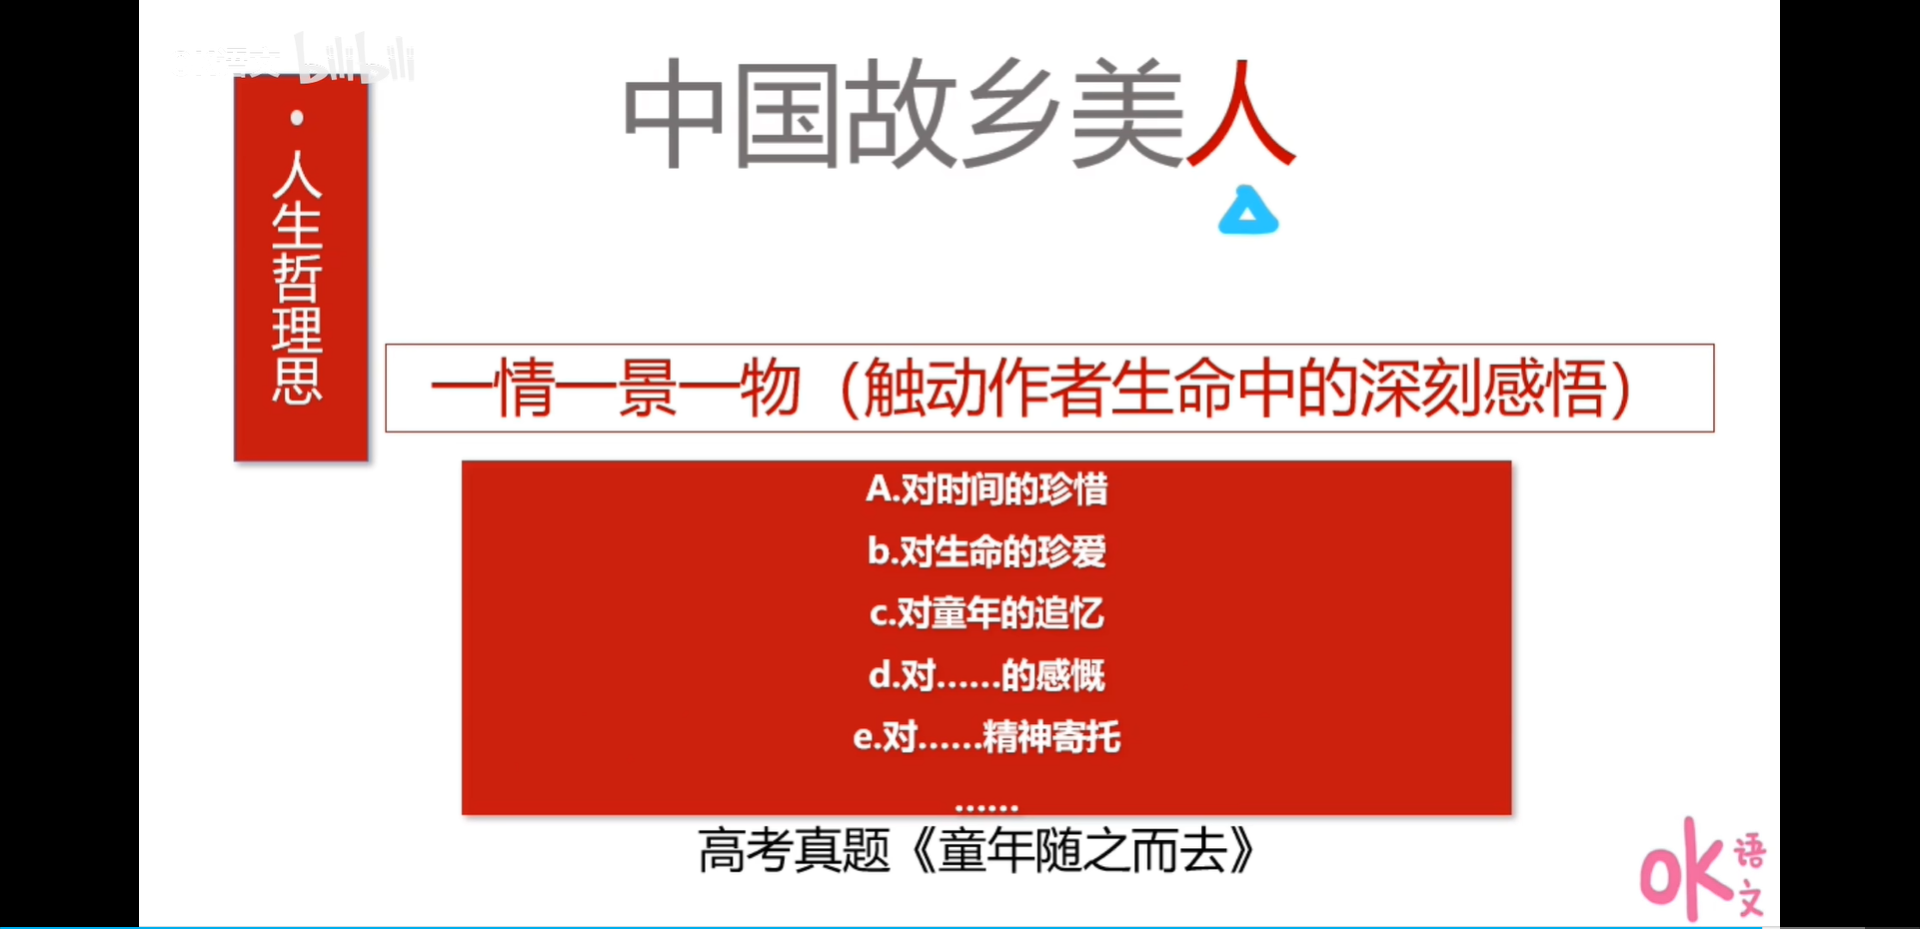 bilibili
中国故乡美人
·人生哲理思
一情一景一物（触动作者生命中的深刻感悟）
A.对时间的珍惜
b.对生命的珍爱
c.对童年的追忆
d.对......的感慨
e.对......精神寄托
......
高考真题《童年随之而去》
ok语文